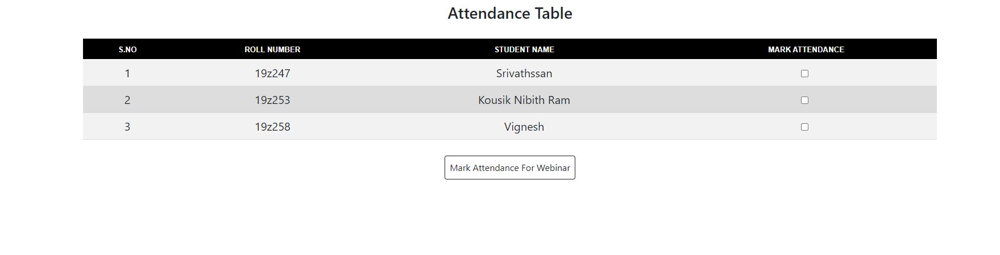 Attendance Table
S.NO ROLL NUMBER STUDENT NAME MARK ATTENDANCE
1 19z247 Srivathssan
2 19z253 Kousik Nibith Ram
3 19z258 Vignesh
Mark Attendance For Webinar